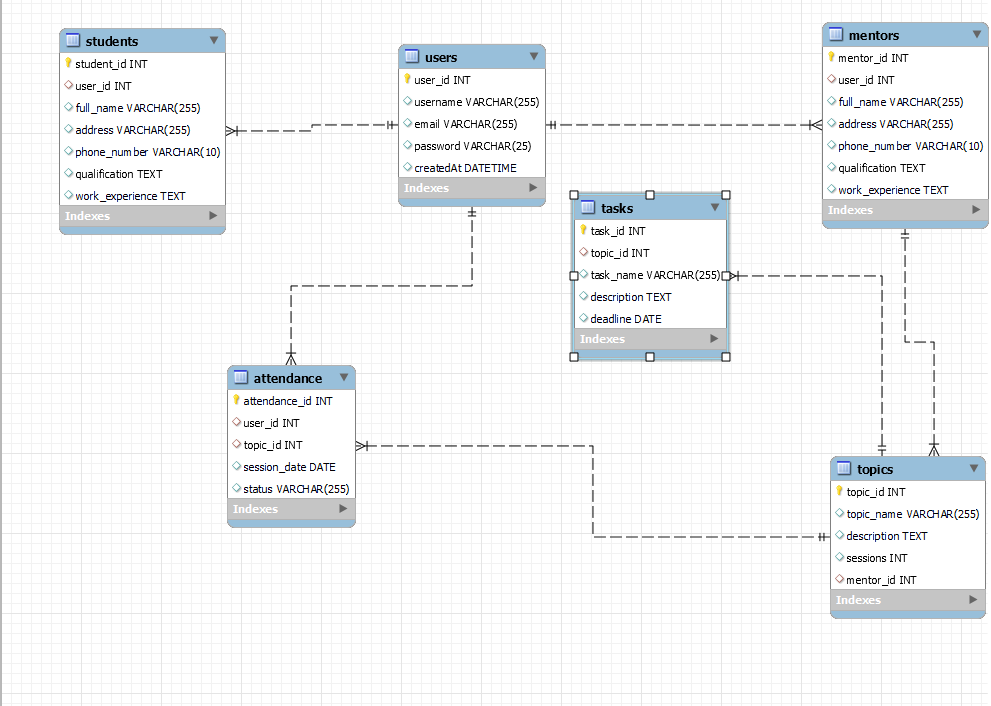 students
student_id INT
user_id INT
full_name VARCHAR(255)
address VARCHAR(255)
phone_number VARCHAR(10)
qualification TEXT
work_experience TEXT
Indexes
users
user_id INT
username VARCHAR(255)
email VARCHAR(255)
password VARCHAR(25)
createdAt DATETIME
Indexes
mentors
mentor_id INT
user_id INT
full_name VARCHAR(255)
address VARCHAR(255)
phone_number VARCHAR(10)
qualification TEXT
work_experience TEXT
Indexes
tasks
task_id INT
topic_id INT
task_name VARCHAR(255)
description TEXT
deadline DATE
Indexes
attendance
attendance_id INT
user_id INT
topic_id INT
session_date DATE
status VARCHAR(255)
Indexes
topics
topic_id INT
topic_name VARCHAR(255)
description TEXT
sessions INT
mentor_id INT
Indexes